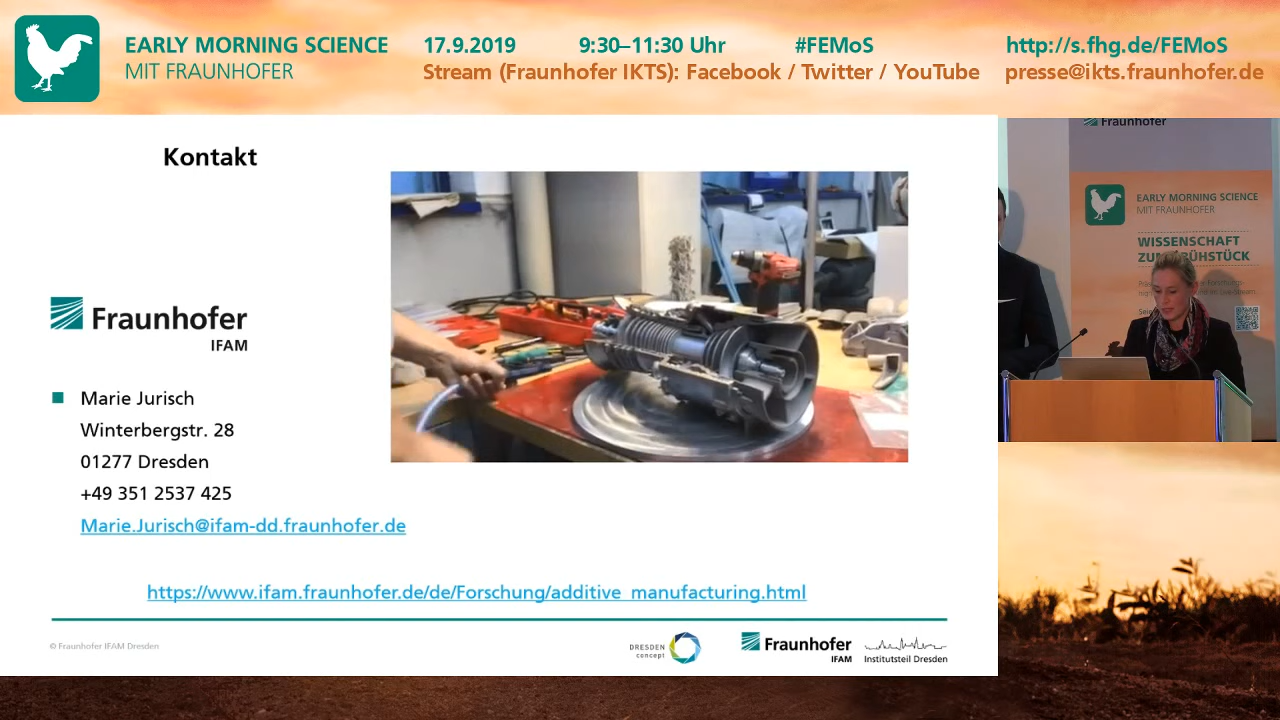 EARLY MORNING SCIENCE
MIT FRAUNHOFER
17.9.2019 9:30–11:30 Uhr #FEMoS http://s.fhg.de/FEMoS
Stream (Fraunhofer IKTS): Facebook / Twitter / YouTube presse@ikts.fraunhofer.de
Kontakt
Fraunhofer
IFAM
Marie Jurisch
Winterbergstr. 28
01277 Dresden
+49 351 2537 425
Marie.Jurisch@ifam-dd.fraunhofer.de
https://www.ifam.fraunhofer.de/de/Forschung/additive_manufacturing.html
© Fraunhofer IFAM Dresden
DRESDEN
concept
Fraunhofer
IFAM
Institutsteil Dresden
Fraunhofer
EARLY MORNING SCIENCE
MIT FRAUNHOFER
WISSENSCHAFT